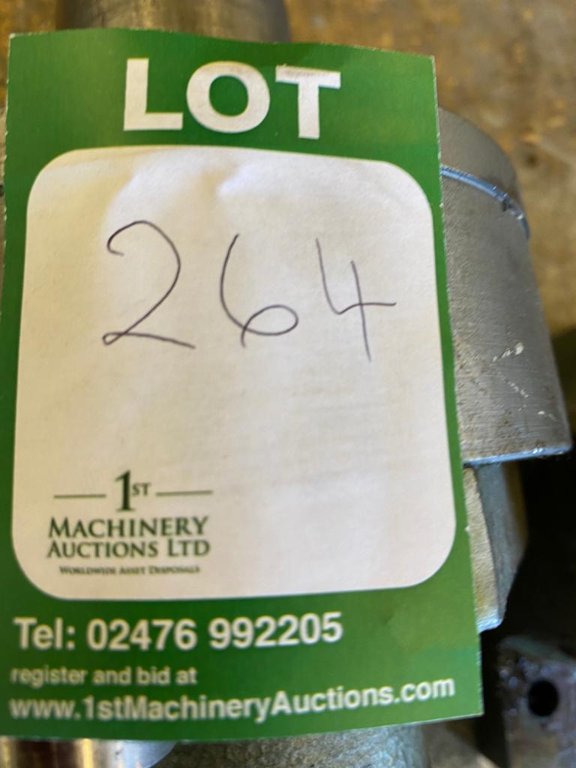 LOT
264
1ST
MACHINERY
AUCTIONS LTD
WORLDWIDE ASSET DISPOSALS
Tel: 02476 992205
register and bid at
www.1stMachineryAuctions.com